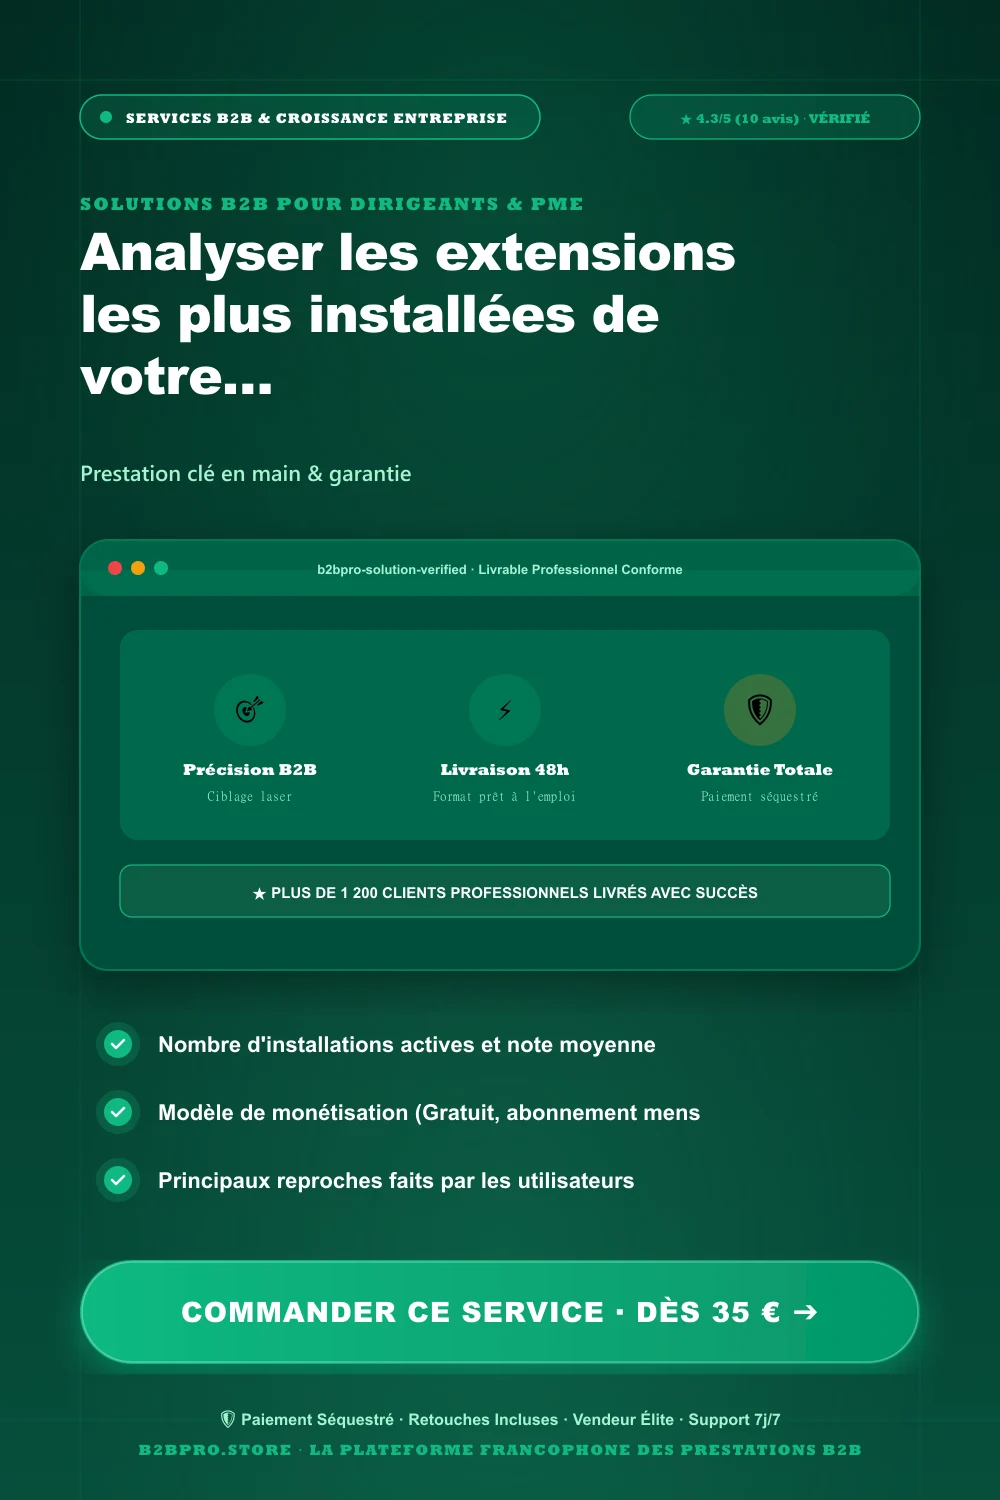 SERVICES B2B & CROISSANCE ENTREPRISE
★ 4.3/5 (10 avis) · VÉRIFIÉ
SOLUTIONS B2B POUR DIRIGEANTS & PME
Analyser les extensions
les plus installées de
votre...
Prestation clé en main & garantie
b2bpro-solution-verified · Livrable Professionnel Conforme
Précision B2B
Livraison 48h
Garantie Totale
Ciblage laser
Format prêt à l'emploi
Paiement séquestré
★ PLUS DE 1 200 CLIENTS PROFESSIONNELS LIVRÉS AVEC SUCCÈS
Nombre d'installations actives et note moyenne
Modèle de monétisation (Gratuit, abonnement mens
Principaux reproches faits par les utilisateurs
COMMANDER CE SERVICE · DÈS 35 € →
Paiement Séquestré · Retouches Incluses · Vendeur Élite · Support 7j/7
B2BPRO.STORE · LA PLATEFORME FRANCOPHONE DES PRESTATIONS B2B